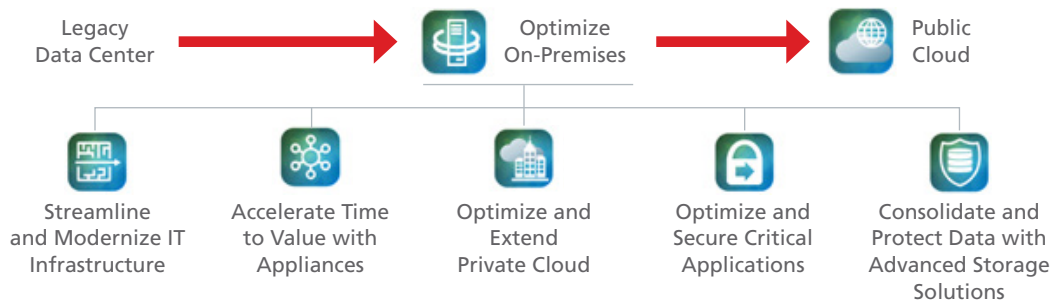 Legacy
Data Center
Optimize
On-Premises
Public
Cloud
Streamline
and Modernize IT
Infrastructure
Accelerate Time
to Value with
Appliances
Optimize and
Extend
Private Cloud
Optimize and
Secure Critical
Applications
Consolidate and
Protect Data with
Advanced Storage
Solutions